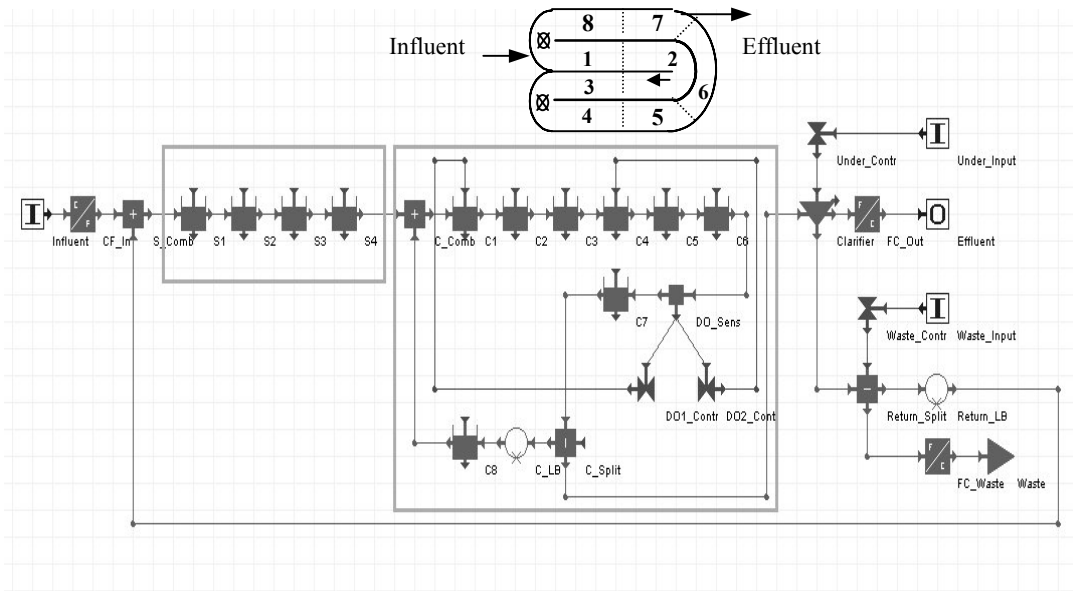 8 7
Influent Effluent
1 2
3
6
4 5
I
Under_Contr Under_Input
I C F + + F C O
Influent CF_In S_Comb S1 S2 S3 S4 C_Comb C1 C2 C3 C4 C5 C6 Clarifier FC_Out Effluent
I
C7 DO_Sens Waste_Contr Waste_Input
DO1_Contr DO2_Cont Return_Split Return_LB
C8 C_LB C_Split F C FC_Waste Waste